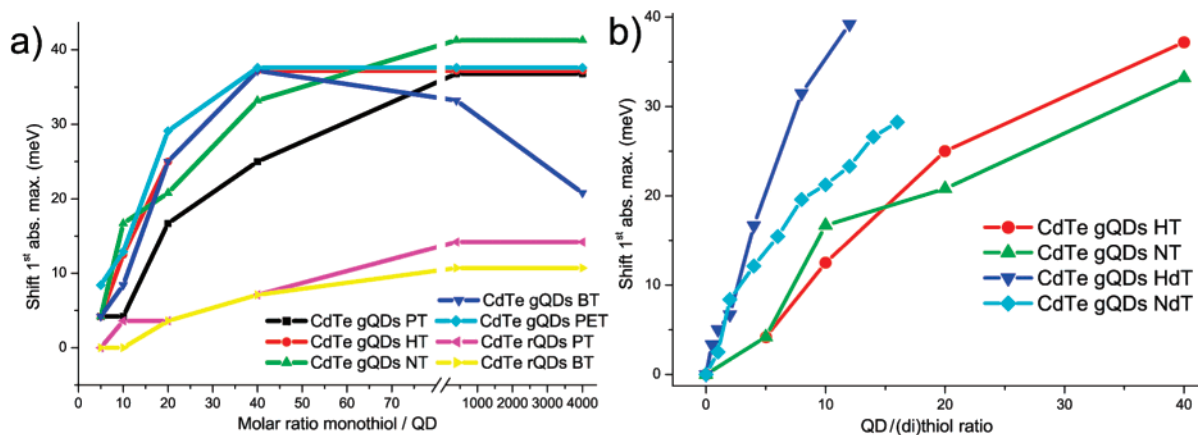 a)
Shift 1st abs. max. (meV)
40
30
20
10
0
CdTe gQDs PT
CdTe gQDs HT
CdTe gQDs NT
CdTe gQDs BT
CdTe gQDs PET
CdTe rQDs PT
CdTe rQDs BT
0 10 20 30 40 50 60 70 1000 2000 3000 4000
Molar ratio monothiol / QD
b)
Shift 1st abs. max. (meV)
40
30
20
10
0
CdTe gQDs HT
CdTe gQDs NT
CdTe gQDs HdT
CdTe gQDs NdT
0 10 20 30 40
QD/(di)thiol ratio